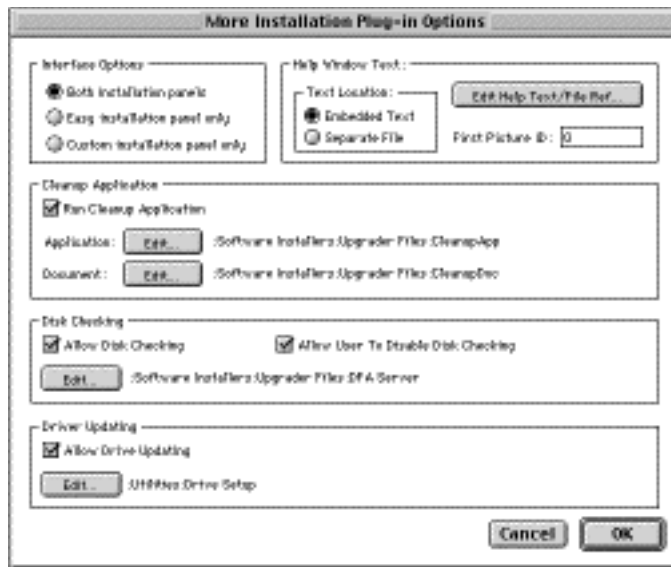 More Installation Plug-in Options
Interface Options
Both installation panels
Easy installation panel only
Custom installation panel only
Help Window Text:
Text Location:
Embedded Text
Separate File
Edit Help Text/File Ref...
First Picture ID: 0
Cleanup Application
Run Cleanup Application
Application: Edit... :Software Installers:Upgrader Files:CleanupApp
Document: Edit... :Software Installers:Upgrader Files:CleanupDoc
Disk Checking
Allow Disk Checking
Allow User To Disable Disk Checking
Edit... :Software Installers:Upgrader Files:DFA Server
Driver Updating
Allow Drive Updating
Edit... :Utilities:Drive Setup
Cancel
OK